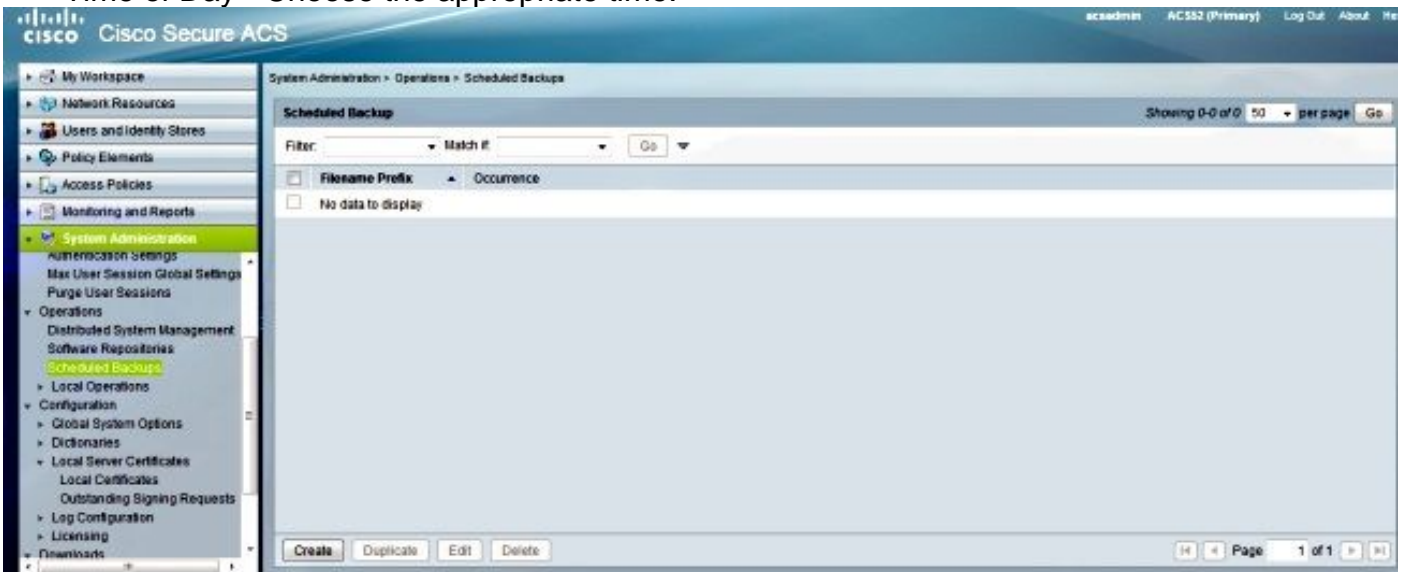 Time of Day - Choose the appropriate time.
CISCO Cisco Secure ACS
acsadmin ACS52 (Primary) Log Out About He
My Workspace
Network Resources
Users and Identity Stores
Policy Elements
Access Policies
Monitoring and Reports
System Administration
Authentication Settings
Max User Session Global Settings
Purge User Sessions
Operations
Distributed System Management
Software Repositories
Scheduled Backups
Local Operations
Configuration
Global System Options
Dictionaries
Local Server Certificates
Local Certificates
Outstanding Signing Requests
Log Configuration
Licensing
Downloads
System Administration > Operations > Scheduled Backups
Scheduled Backup
Showing 0-0 of 0 50 per page Go
Filter: Match if: Go
Filename Prefix Occurrence
No data to display
Create Duplicate Edit Delete
Page 1 of 1